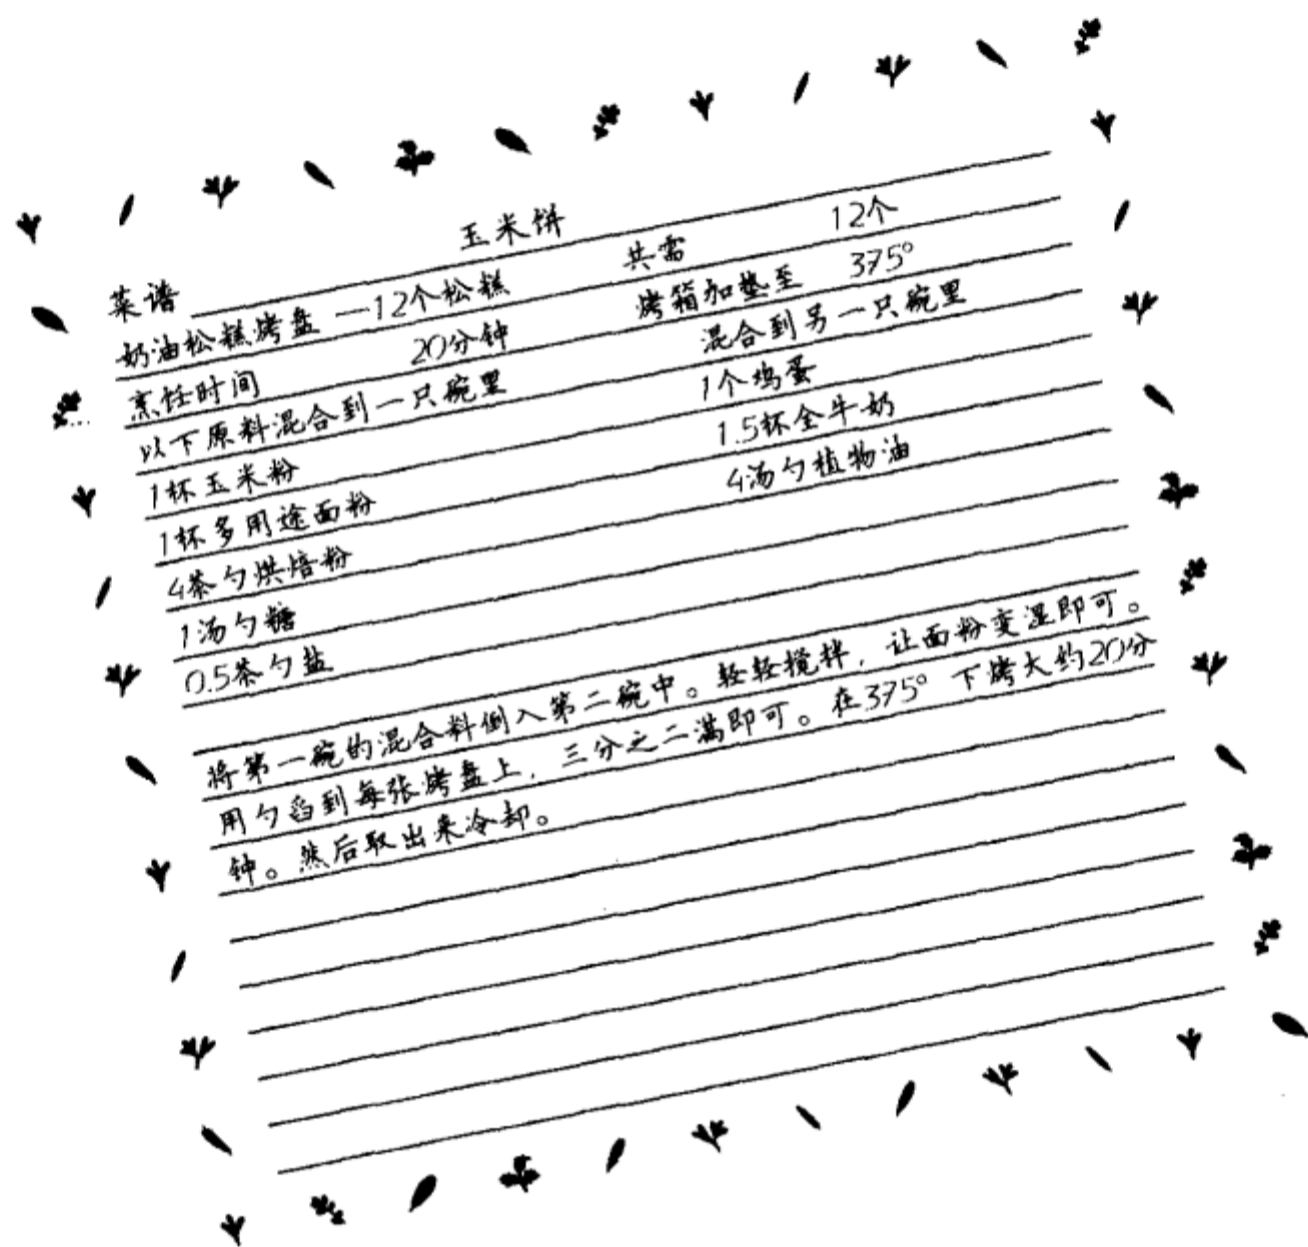 菜谱 玉米饼
奶油松糕烤盘 一12个松糕 共需 12个
烹饪时间 20分钟 烤箱加垫至 375°
以下原料混合到一只碗里 混合到另一只碗里
1杯玉米粉 1个鸡蛋
1杯多用途面粉 1.5杯全牛奶
4茶勺烘焙粉 4汤勺植物油
1汤勺糖
0.5茶勺盐
将第一碗的混合料倒入第二碗中。轻轻搅拌，让面粉变湿即可。
用勺舀到每张烤盘上，三分之二满即可。在375° 下烤大约20分
钟。然后取出来冷却。